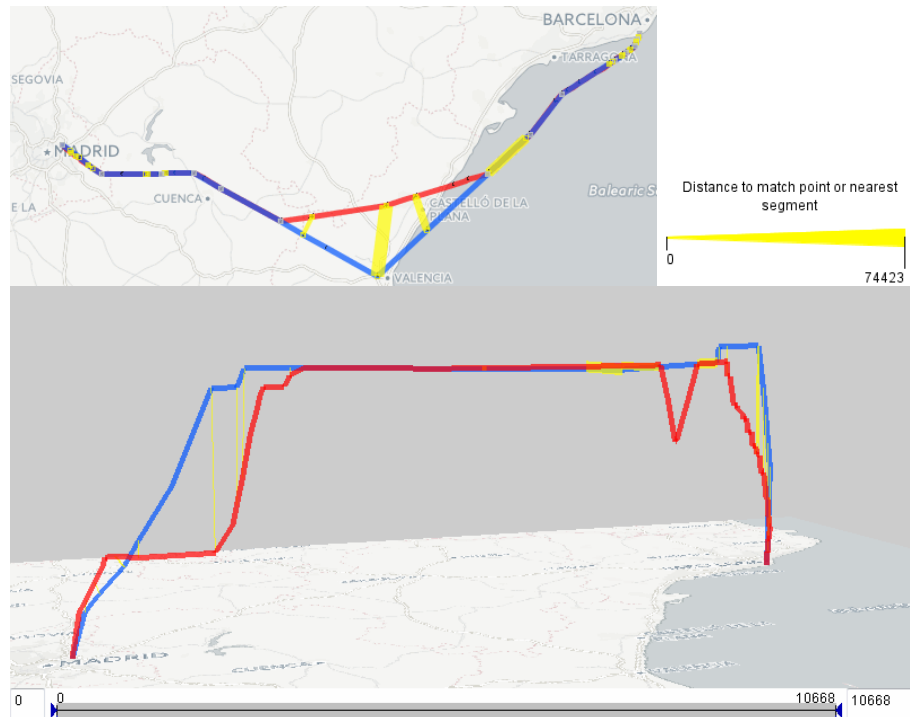 BARCELONA
TARRAGONA
SEGOVIA
MADRID
CUENCA
E LA
CASTELLÓ DE LA
PLANA
Balearic S
VALENCIA
Distance to match point or nearest
segment
0
74423
MADRID
CUENCA
0
0
10668
10668